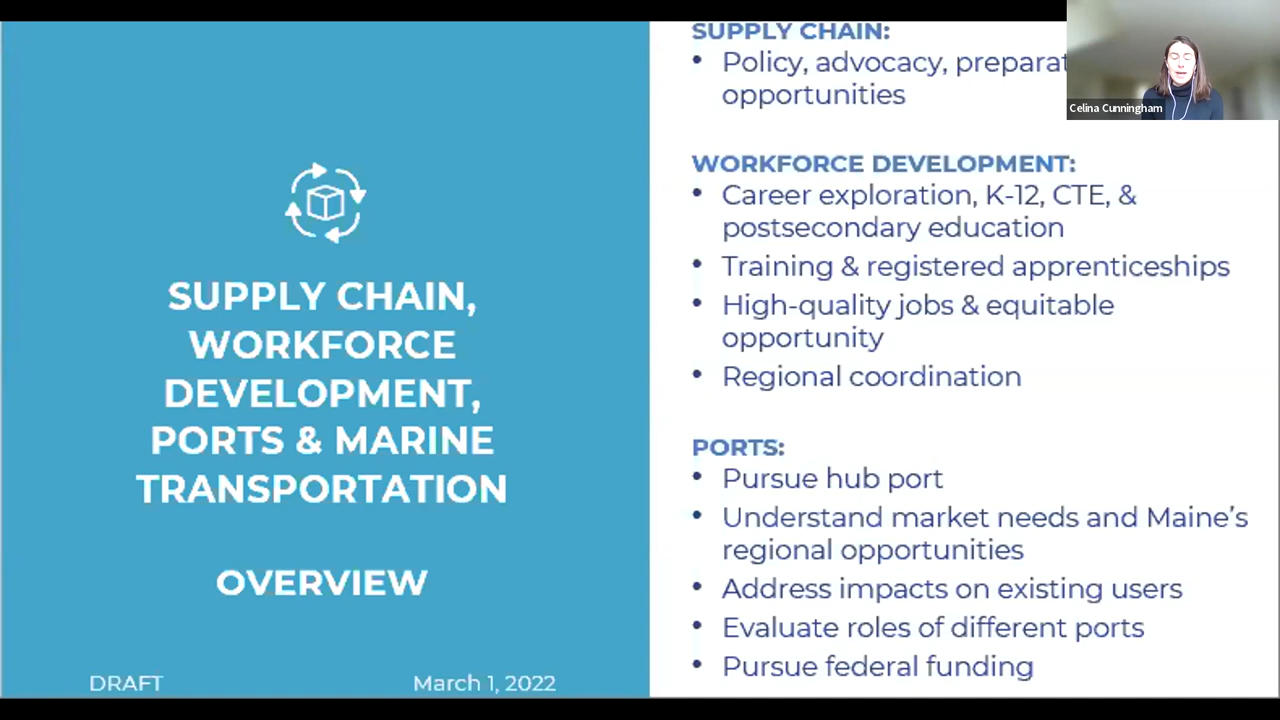 SUPPLY CHAIN,
WORKFORCE
DEVELOPMENT,
PORTS & MARINE
TRANSPORTATION
OVERVIEW
DRAFT
March 1, 2022
SUPPLY CHAIN:
• Policy, advocacy,
opportunities
WORKFORCE DEVELOPMENT:
• Career exploration, K-12, CTE, &
postsecondary education
• Training & registered apprenticeships
• High-quality jobs & equitable
opportunity
• Regional coordination
PORTS:
• Pursue hub port
• Understand market needs and Maine’s
regional opportunities
• Address impacts on existing users
• Evaluate roles of different ports
• Pursue federal funding
Celina Cunningham